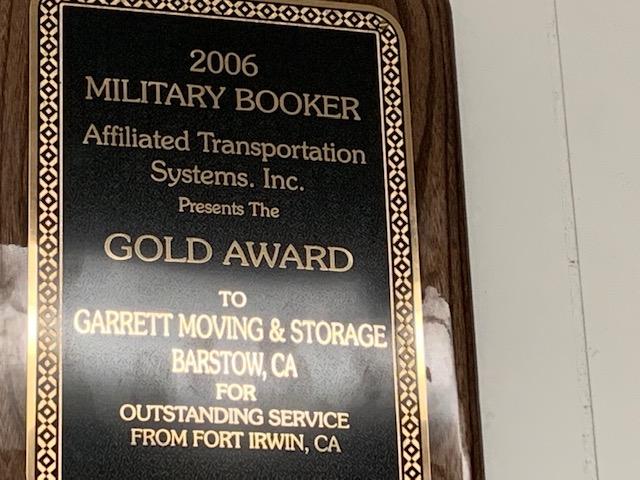 2006
MILITARY BOOKER
Affiliated Transportation
Systems. Inc.
Presents The
GOLD AWARD
TO
GARRETT MOVING & STORAGE
BARSTOW, CA
FOR
OUTSTANDING SERVICE
FROM FORT IRWIN, CA